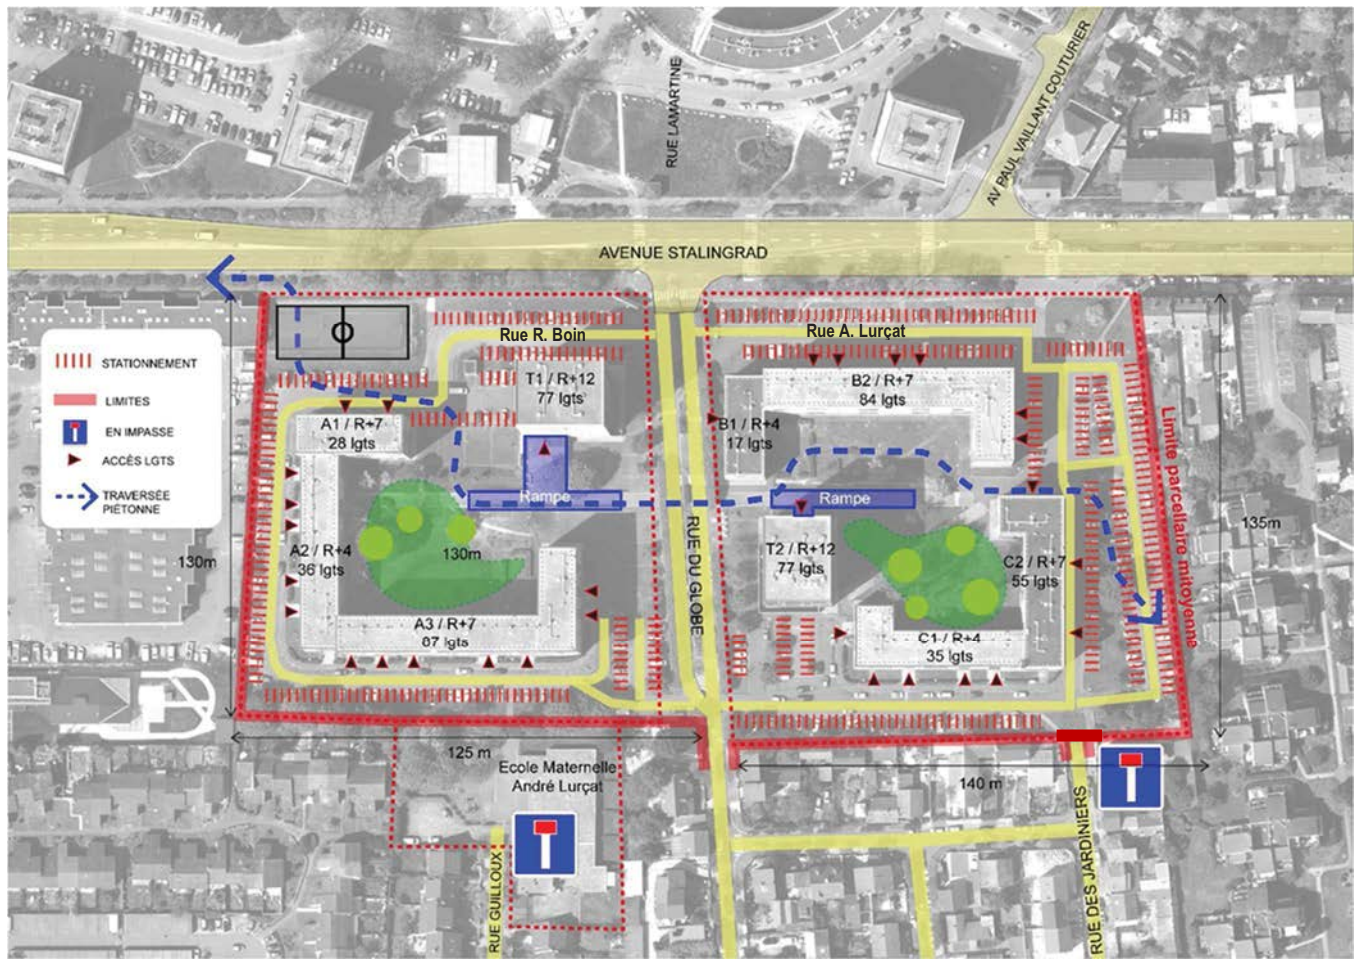 RUE LAMARTINE
AV PAUL VAILLANT COUTURIER
AVENUE STALINGRAD
STATIONNEMENT
LIMITES
EN IMPASSE
ACCÈS LGTS
TRAVERSÉE
PIÉTONNE
Rue R. Boin
T1 / R+12
77 lgts
A1 / R+7
28 lgts
Rampe
A2 / R+4
36 lgts
130m
130m
A3 / R+7
87 lgts
RUE DU GLOBE
Rue A. Lurçat
B2 / R+7
84 lgts
B1 / R+4
17 lgts
Rampe
T2 / R+12
77 lgts
C2 / R+7
55 lgts
C1 / R+4
35 lgts
Limite parcellaire mitoyenne
135m
125 m
140 m
Ecole Maternelle
André Lurçat
RUE GUILLOUX
RUE DES JARDINIERS